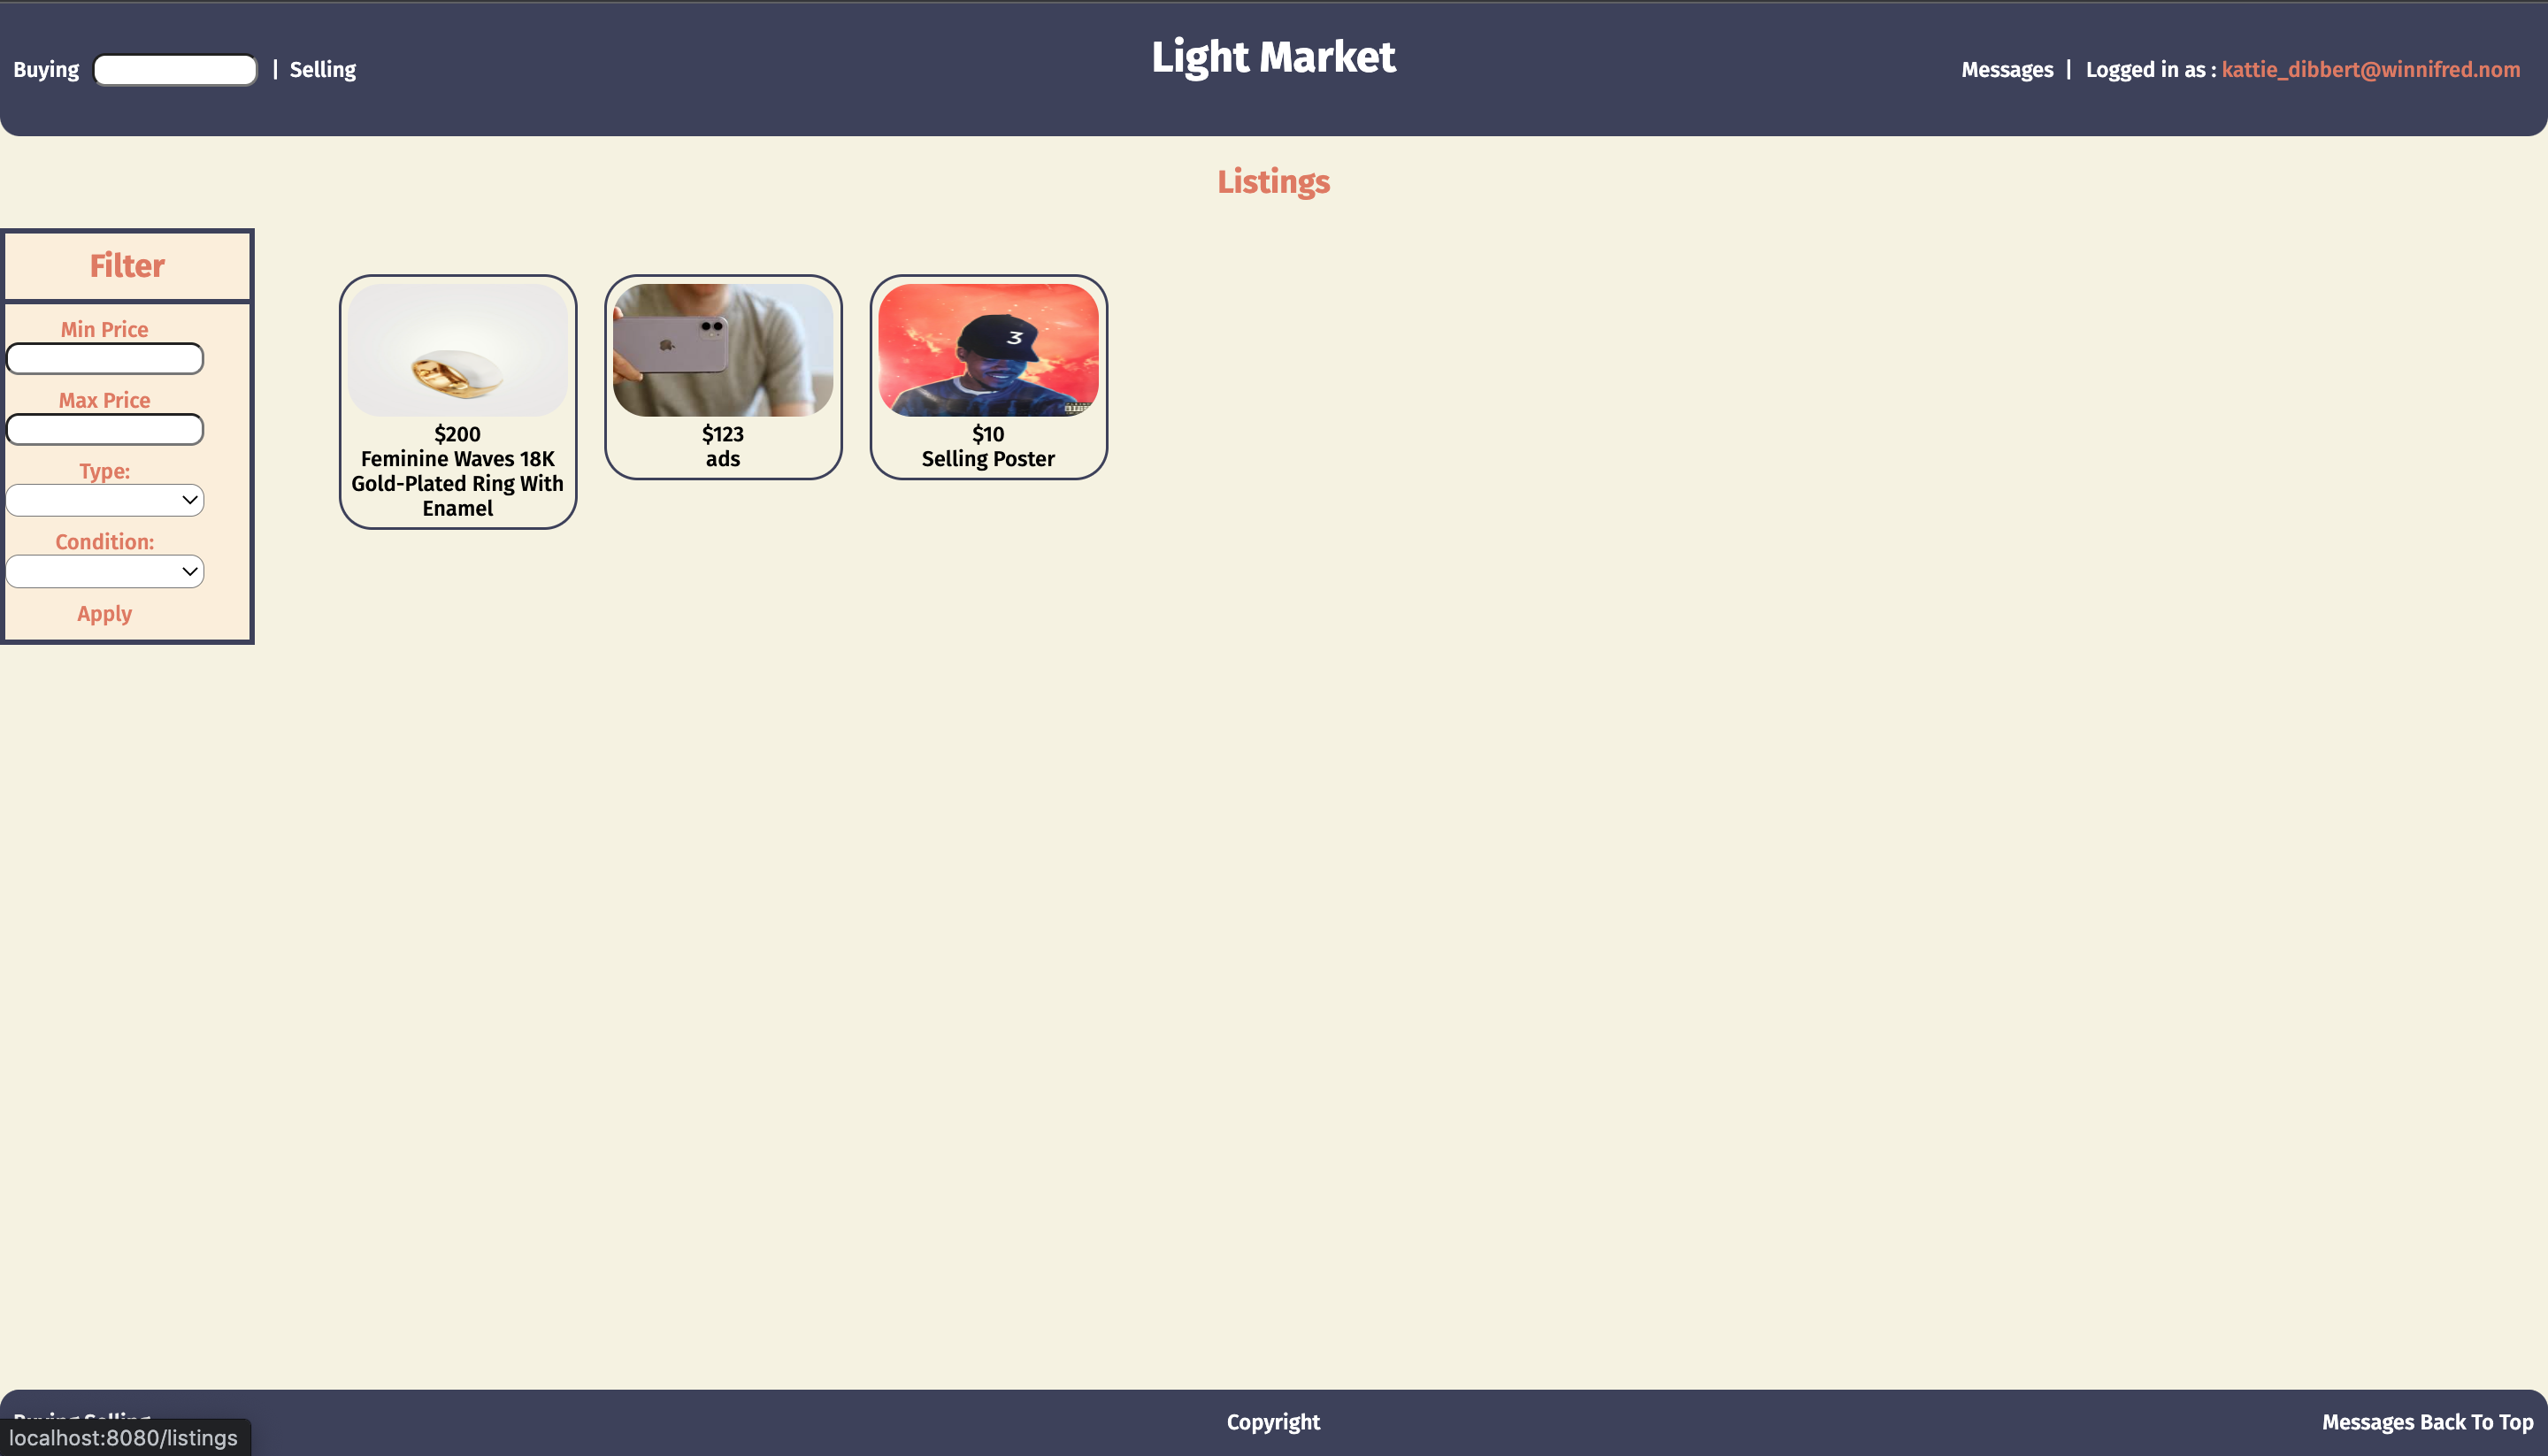 Buying | Selling
Light Market
Messages | Logged in as : kattie_dibbert@winnifred.nom
Listings
Filter
Min Price
Max Price
Type:
Condition:
Apply
3
$200
Feminine Waves 18K
Gold-Plated Ring With
Enamel
$123
ads
$10
Selling Poster
Buying Selling
Copyright
Messages Back To Top
localhost:8080/listings